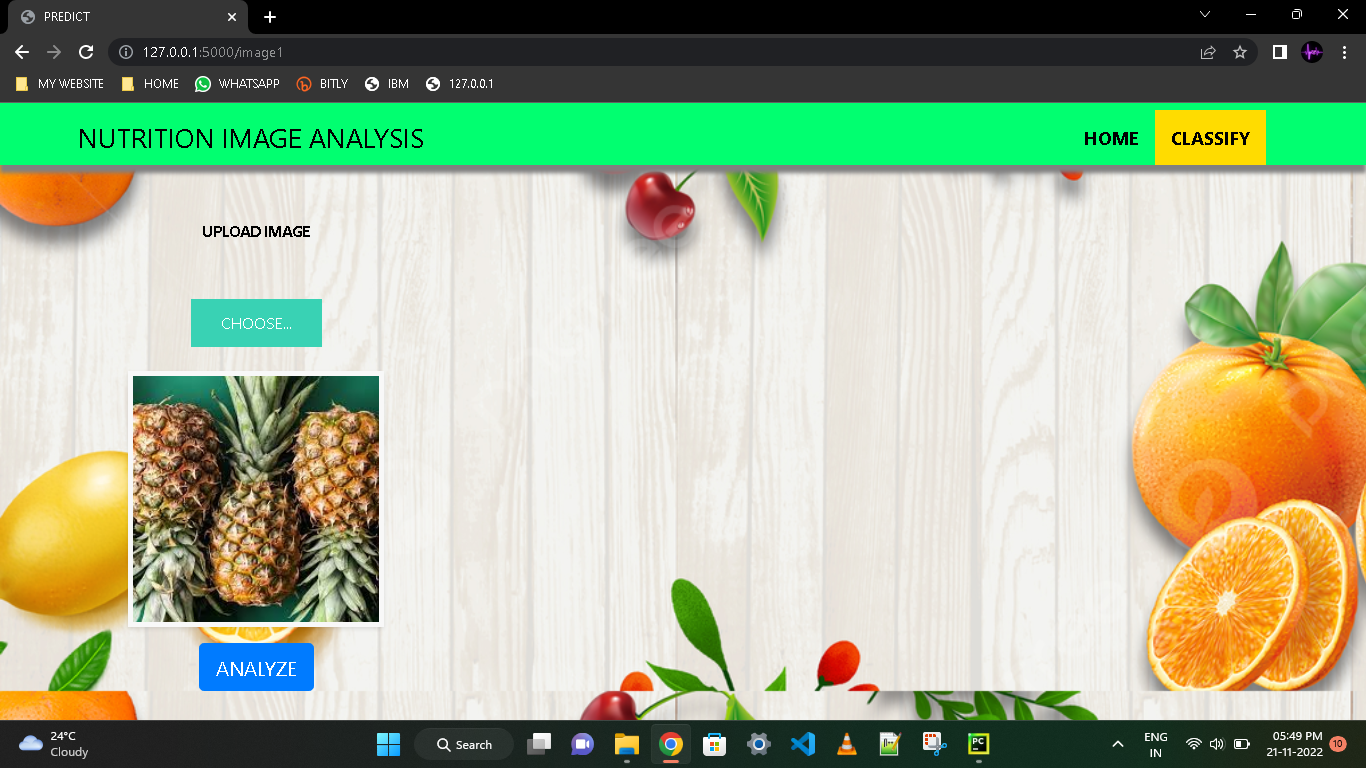 PREDICT
127.0.0.1:5000/image1
MY WEBSITE HOME WHATSAPP BITLY IBM 127.0.0.1
NUTRITION IMAGE ANALYSIS HOME CLASSIFY
UPLOAD IMAGE
CHOOSE...
ANALYZE
24°C
Cloudy
Search
PC
ENG
IN
05:49 PM
21-11-2022
10